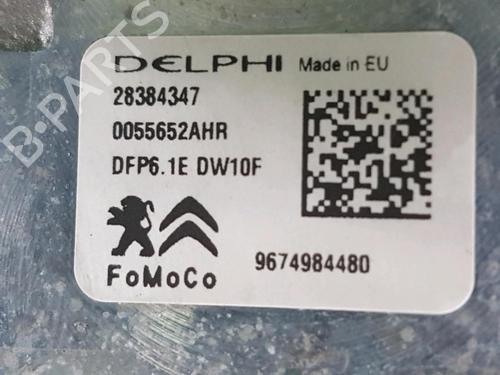 DELPHI Made in EU
28384347
0055652AHR
DFP6.1E DW10F
FoMoCo
9674984480
B-PARTS